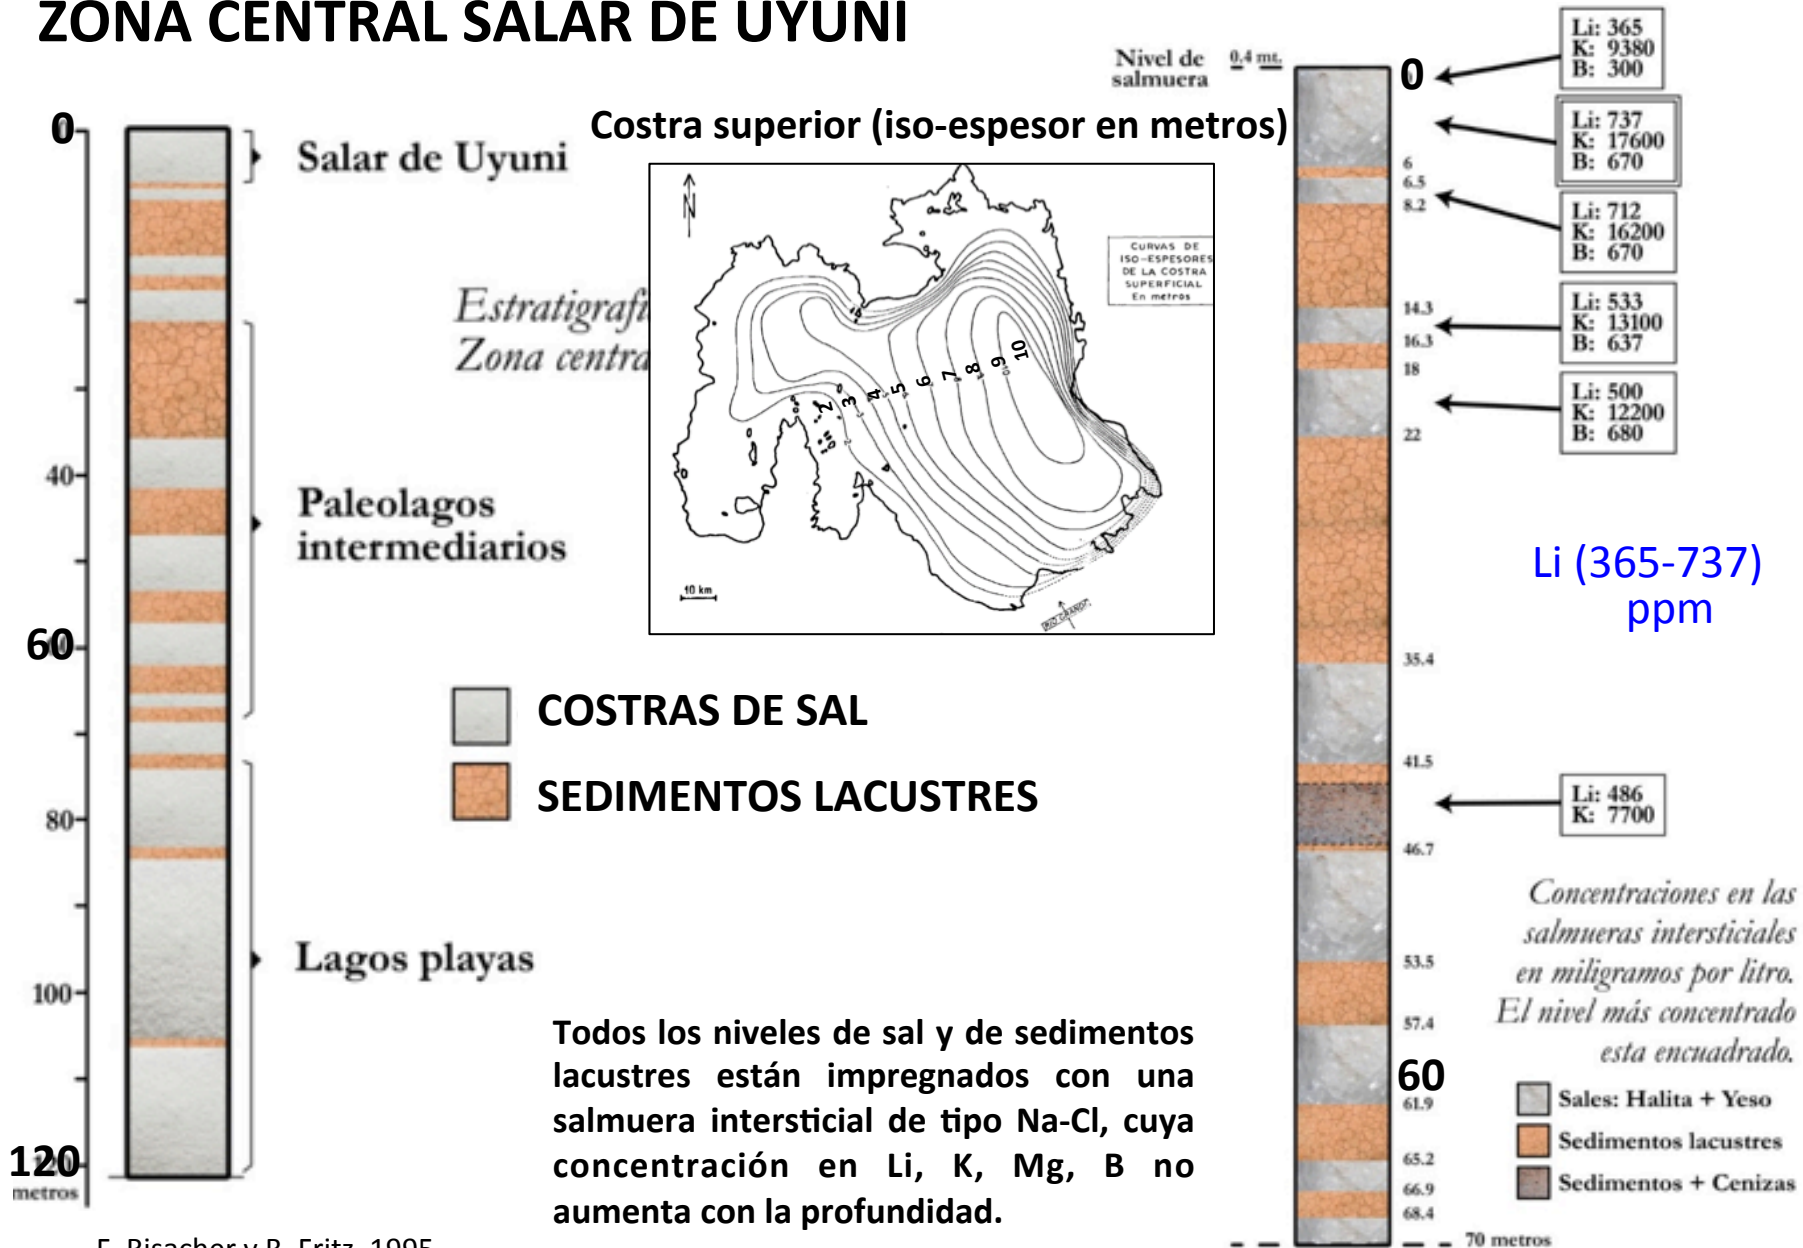 ZONA CENTRAL SALAR DE UYUNI
0
40
60
80
100
120
metros
Salar de Uyuni
Estratigrafí
Zona centra
Paleolagos
intermediarios
Lagos playas
Costra superior (iso-espesor en metros)
N
CURVAS DE
ISO-ESPESORES
DE LA COSTRA
SUPERFICIAL
En metros
2 3 4 5 6 7 8 9 10
10 km
RIO GRANDE
COSTRAS DE SAL
SEDIMENTOS LACUSTRES
Todos los niveles de sal y de sedimentos
lacustres están impregnados con una
salmuera intersticial de tipo Na-Cl, cuya
concentración en Li, K, Mg, B no
aumenta con la profundidad.
Nivel de
salmuera
0.4 mt.
0
6
6.5
8.2
14.3
16.3
18
22
35.4
41.5
46.7
53.5
57.4
60
61.9
65.2
66.9
68.4
70 metros
Li: 365
K: 9380
B: 300
Li: 737
K: 17600
B: 670
Li: 712
K: 16200
B: 670
Li: 533
K: 13100
B: 637
Li: 500
K: 12200
B: 680
Li (365-737)
ppm
Li: 486
K: 7700
Concentraciones en las
salmueras intersticiales
en miligramos por litro.
El nivel más concentrado
esta encuadrado.
Sales: Halita + Yeso
Sedimentos lacustres
Sedimentos + Cenizas
F. Risacher y B. Fritz, 1995